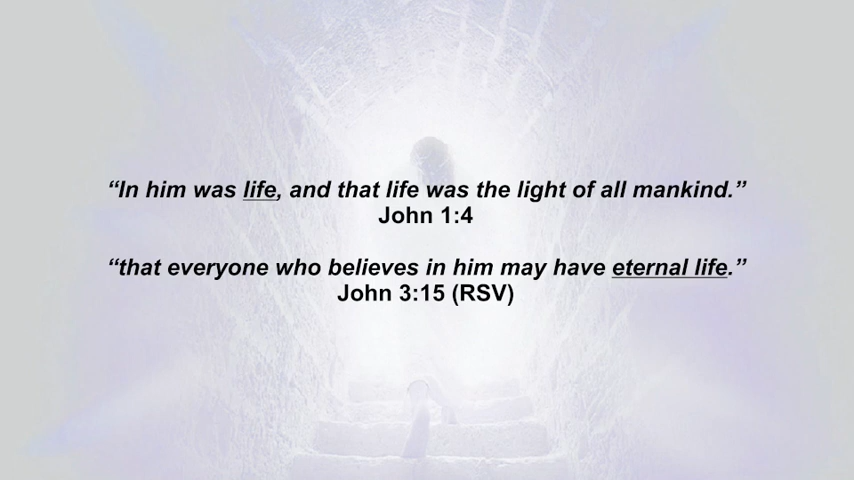 “In him was life, and that life was the light of all mankind.”
John 1:4
“that everyone who believes in him may have eternal life.”
John 3:15 (RSV)